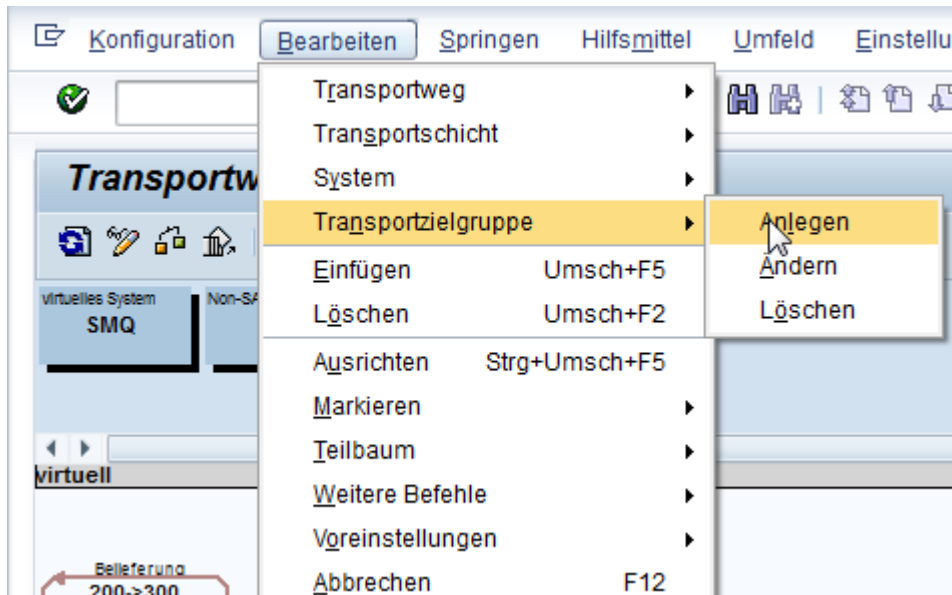 Konfiguration Bearbeiten Springen Hilfsmittel Umfeld Einstellu
Transportweg
Transportschicht
Transportw
System
Transportzielgruppe
Anlegen
Einfügen Umsch+F5
Ändern
virtuelles System
SMQ
Non-SA
Löschen Umsch+F2
Löschen
Ausrichten Strg+Umsch+F5
Markieren
Teilbaum
virtuell
Weitere Befehle
Voreinstellungen
Belieferung
200->300
Abbrechen F12